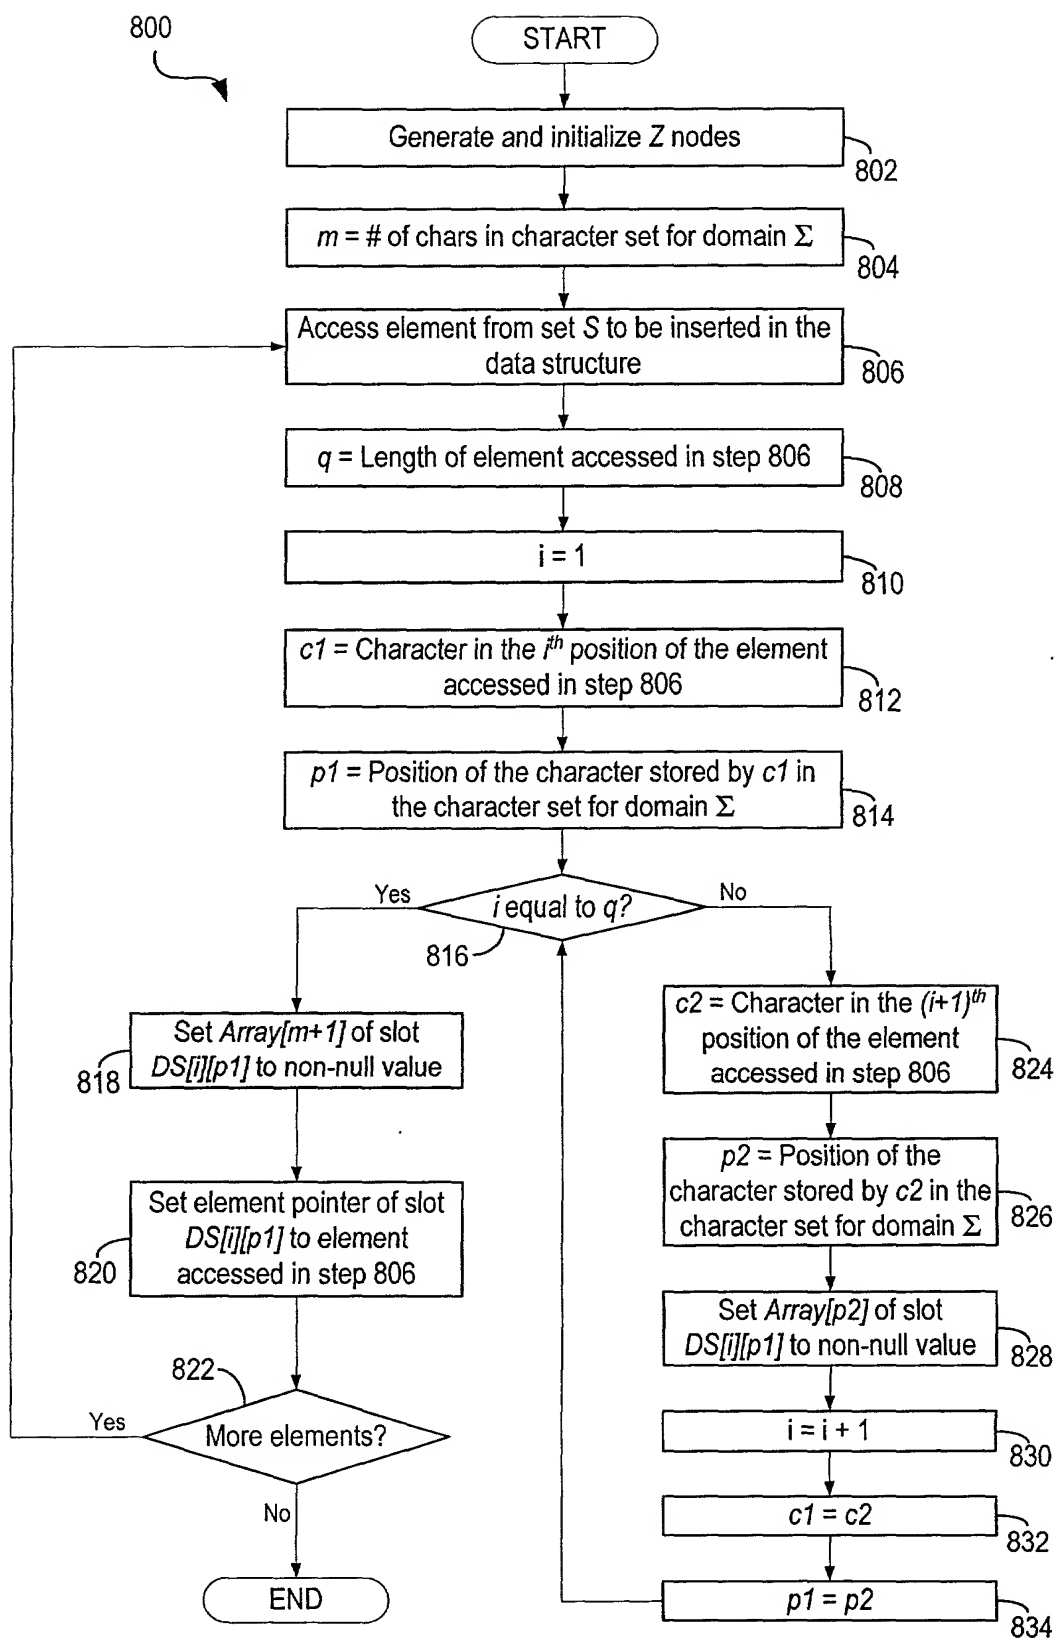 800
START
Generate and initialize Z nodes
802
m = # of chars in character set for domain Σ
804
Access element from set S to be inserted in the
data structure
806
q = Length of element accessed in step 806
808
i = 1
810
c1 = Character in the ith position of the element
accessed in step 806
812
p1 = Position of the character stored by c1 in
the character set for domain Σ
814
Yes
i equal to q?
No
816
Set Array[m+1] of slot
DS[i][p1] to non-null value
818
Set element pointer of slot
DS[i][p1] to element
accessed in step 806
820
822
Yes
More elements?
No
END
c2 = Character in the (i+1)th
position of the element
accessed in step 806
824
p2 = Position of the
character stored by c2 in the
character set for domain Σ
826
Set Array[p2] of slot
DS[i][p1] to non-null value
828
i = i + 1
830
c1 = c2
832
p1 = p2
834